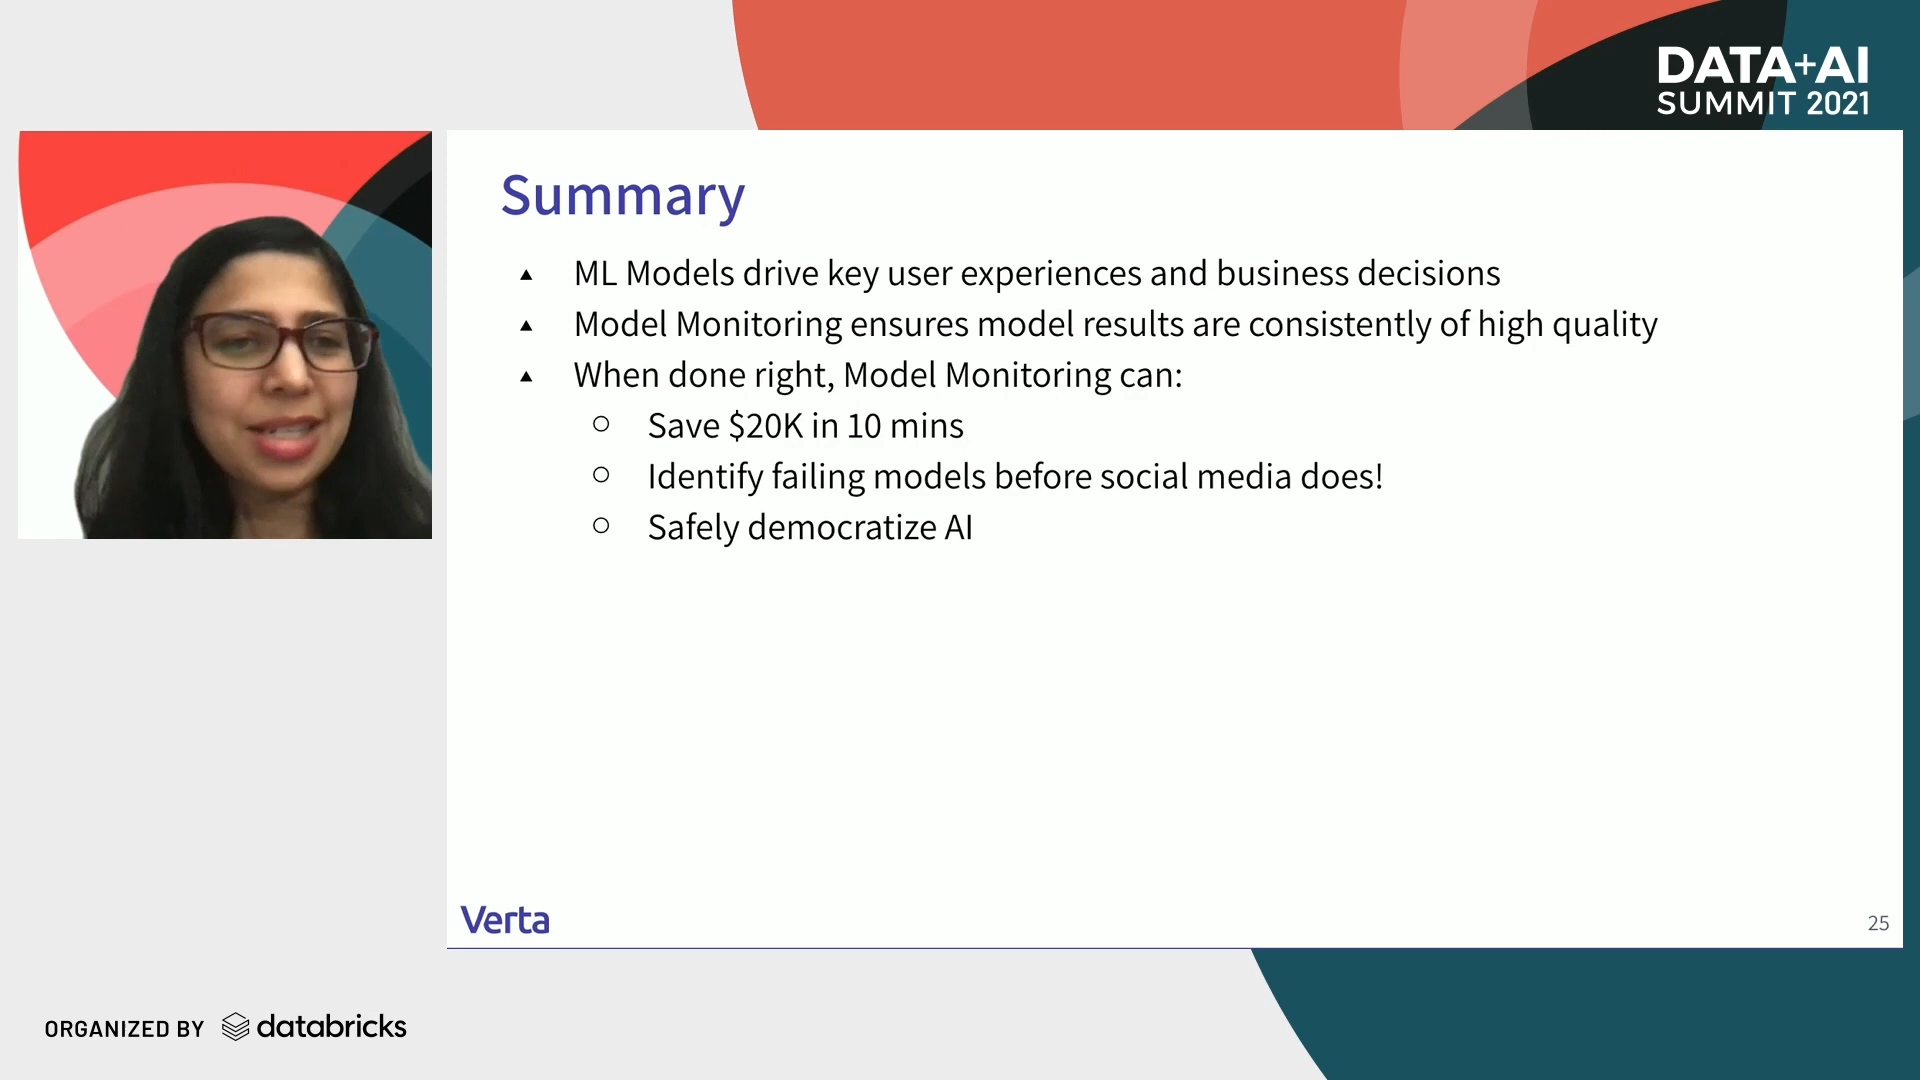 DATA+AI
SUMMIT 2021
Summary
▲ ML Models drive key user experiences and business decisions
▲ Model Monitoring ensures model results are consistently of high quality
▲ When done right, Model Monitoring can:
○ Save $20K in 10 mins
○ Identify failing models before social media does!
○ Safely democratize AI
Verta
25
ORGANIZED BY databricks